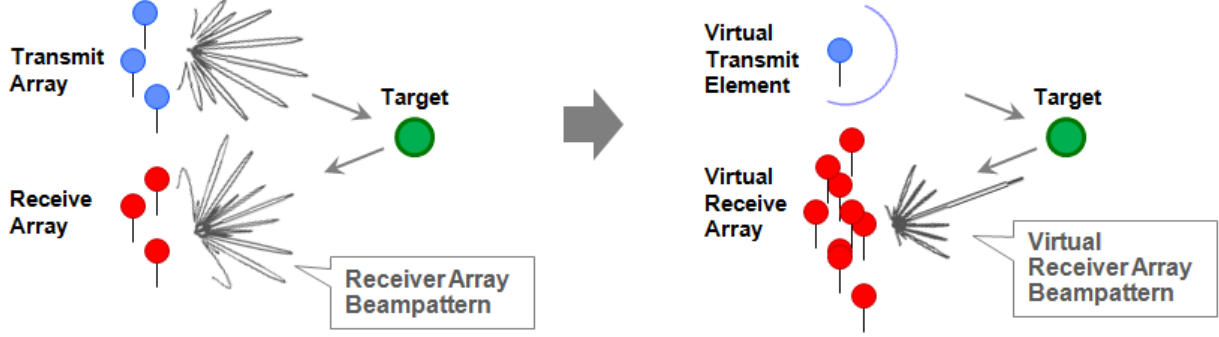 Transmit
Array
Target
Receive
Array
Receiver Array
Beampattern
Virtual
Transmit
Element
Target
Virtual
Receive
Array
Virtual
Receiver Array
Beampattern